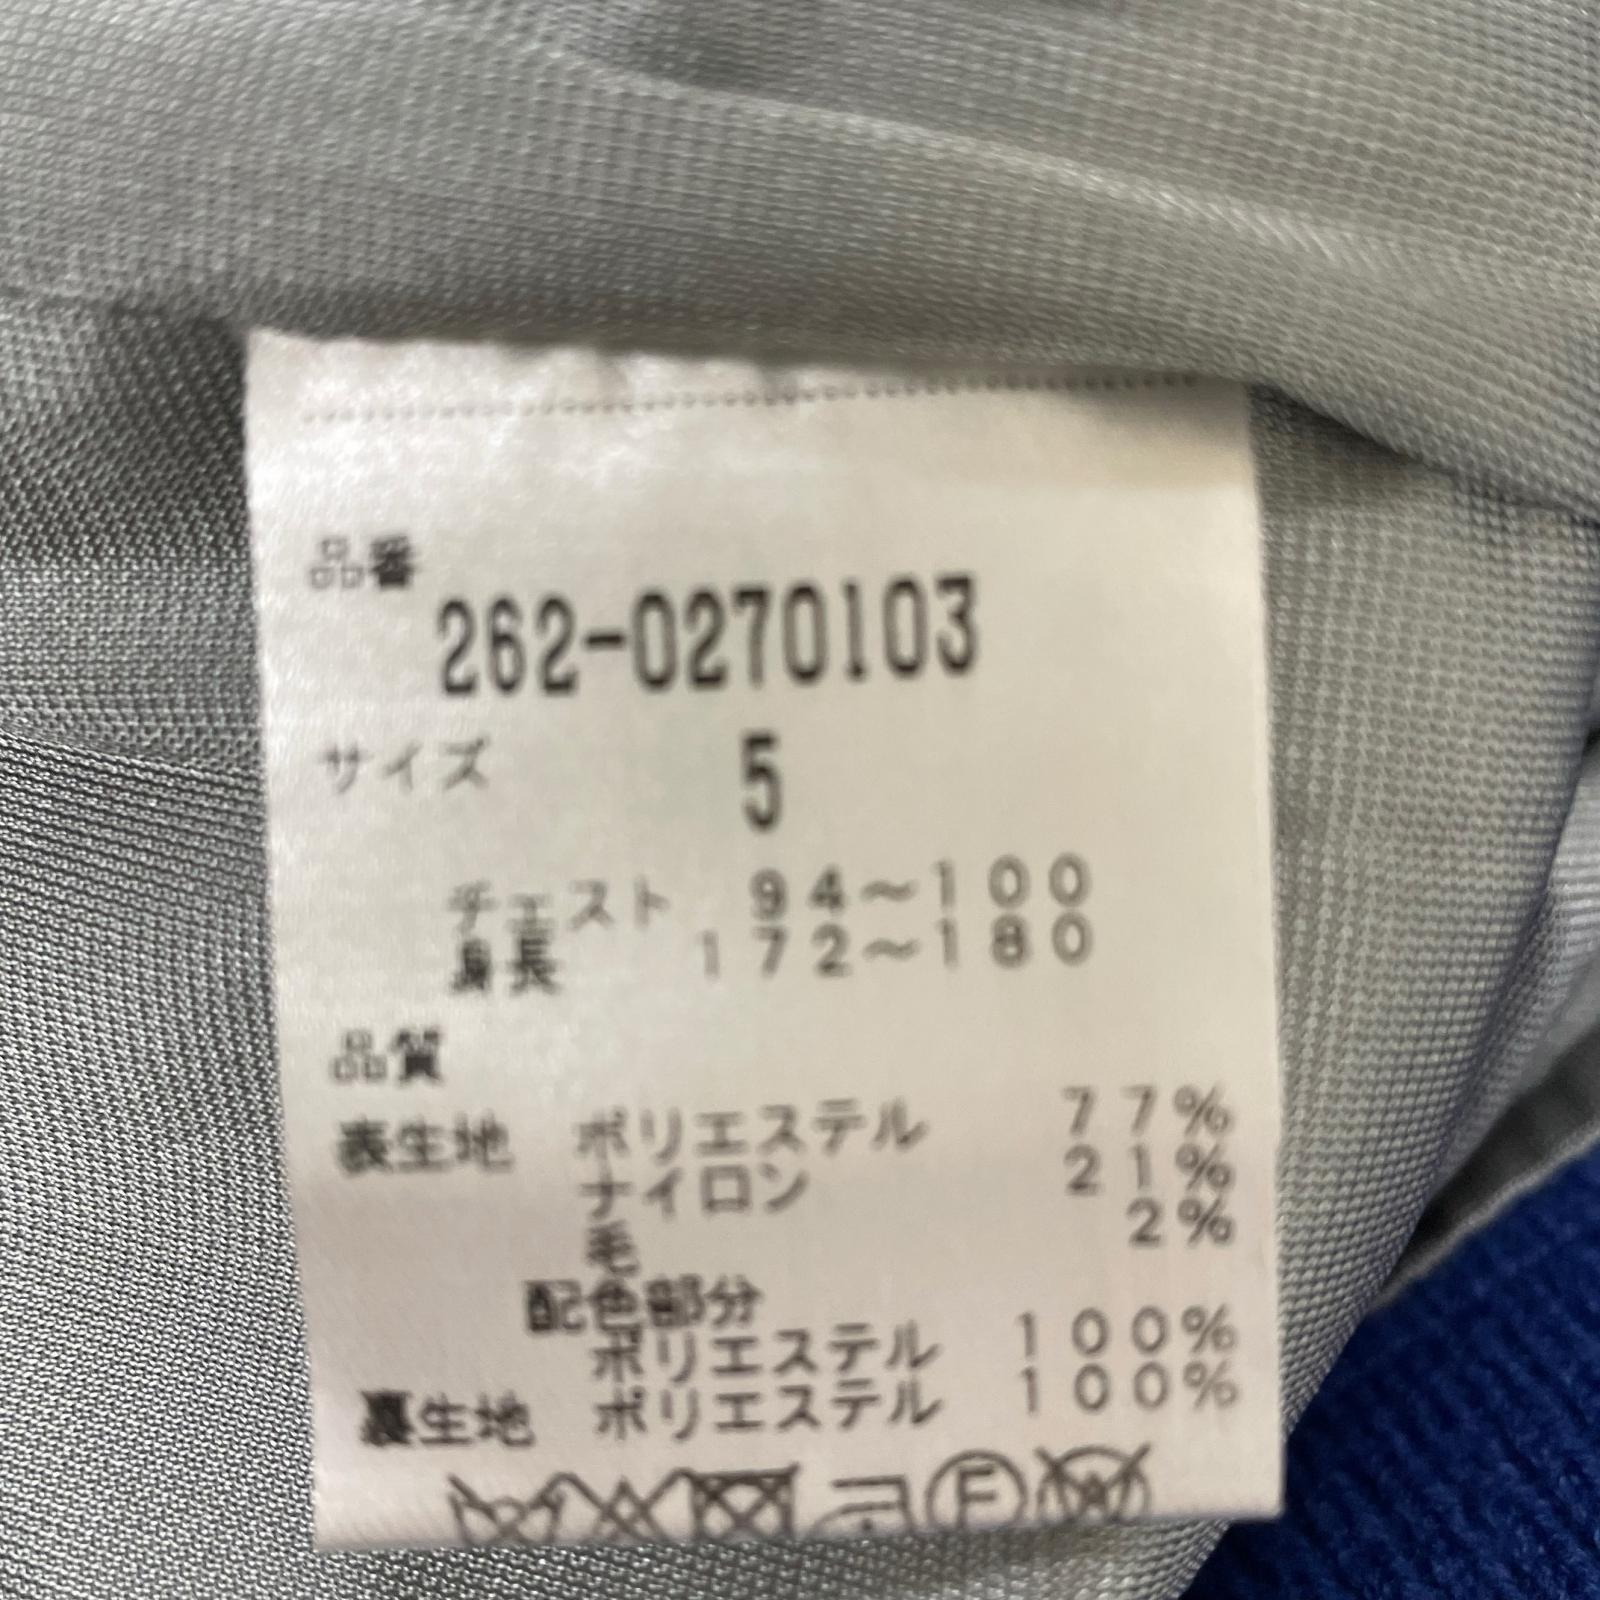 品番
262-0270103
サイズ 5
チェスト 94～100
身長 172～180
品質
表生地 ポリエステル 77%
ナイロン 21%
毛 2%
配色部分
ポリエステル 100%
裏生地 ポリエステル 100%
F
W